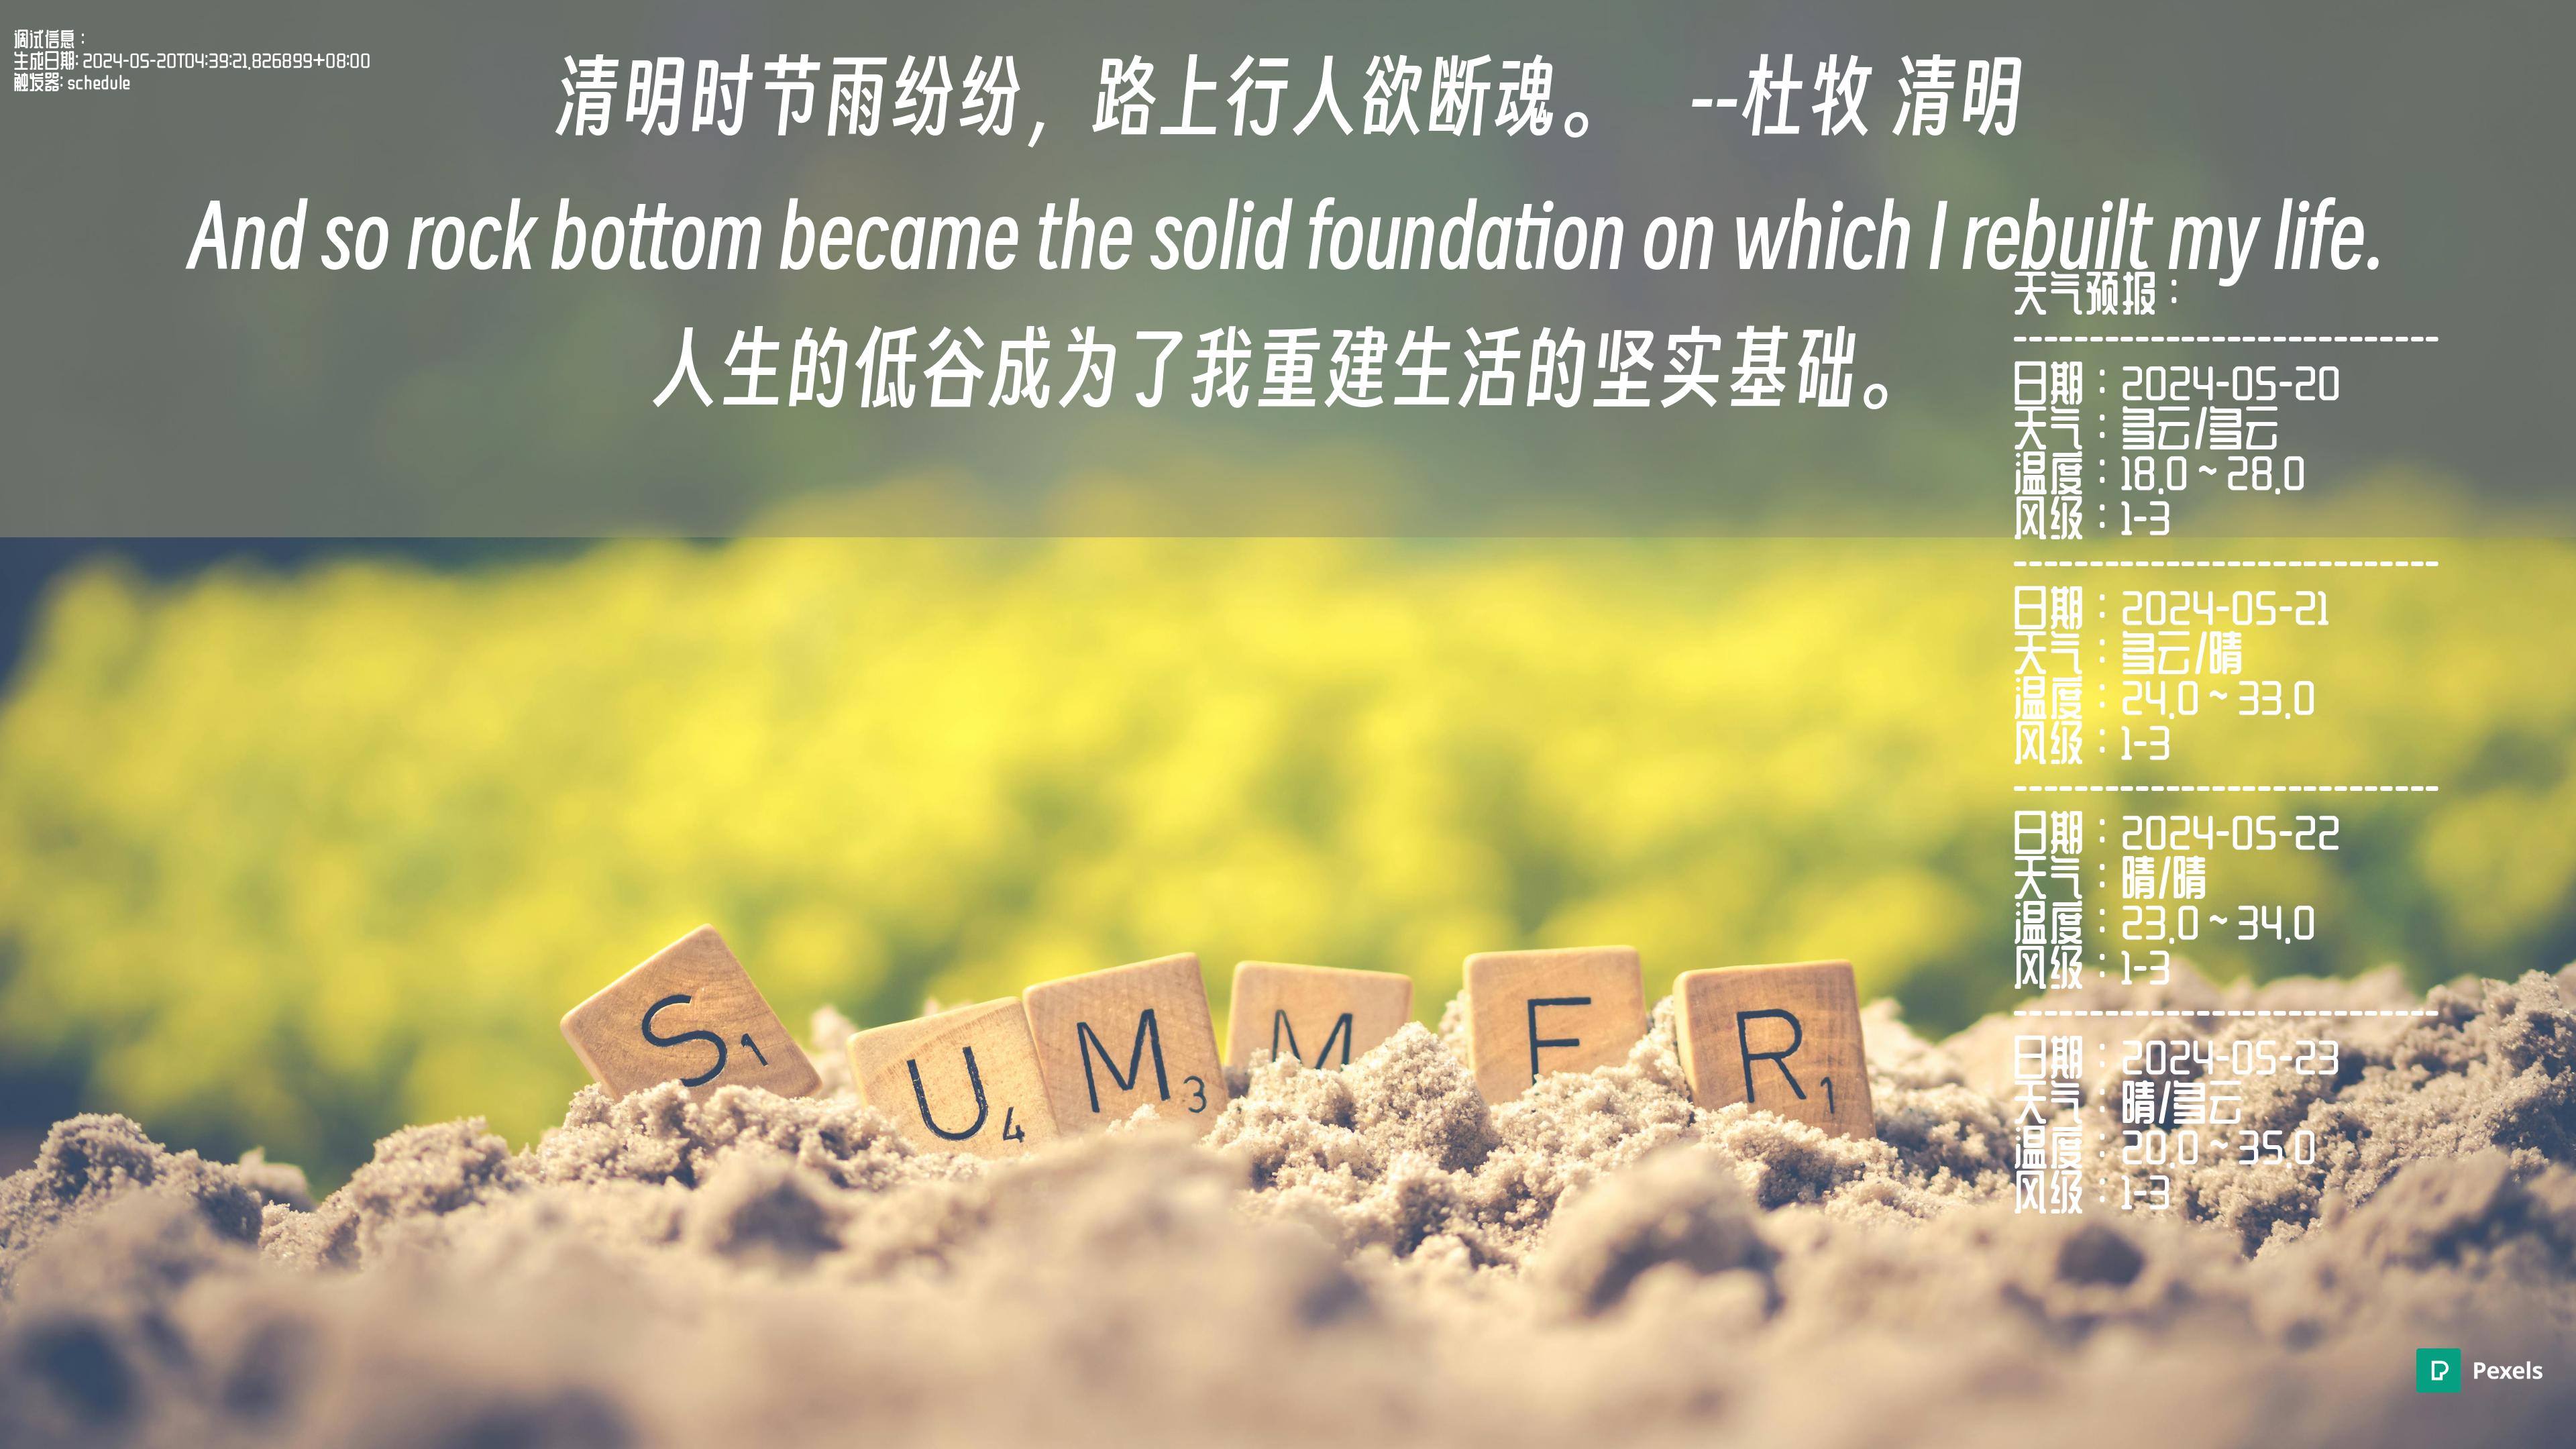 调试信息：
生成日期: 2024-05-20T04:39:21.826899+08:00
触发器: schedule
清明时节雨纷纷，路上行人欲断魂。 --杜牧 清明
And so rock bottom became the solid foundation on which I rebuilt my life.
人生的低谷成为了我重建生活的坚实基础。
天气预报：
------------------------------
日期：2024-05-20
天气：多云/多云
温度：18.0 ~ 28.0
风级：1-3
------------------------------
日期：2024-05-21
天气：多云/晴
温度：24.0 ~ 33.0
风级：1-3
------------------------------
日期：2024-05-22
天气：晴/晴
温度：23.0 ~ 34.0
风级：1-3
------------------------------
日期：2024-05-23
天气：晴/多云
温度：20.0 ~ 35.0
风级：1-3
S1 U4 M3 M E R1
Pexels